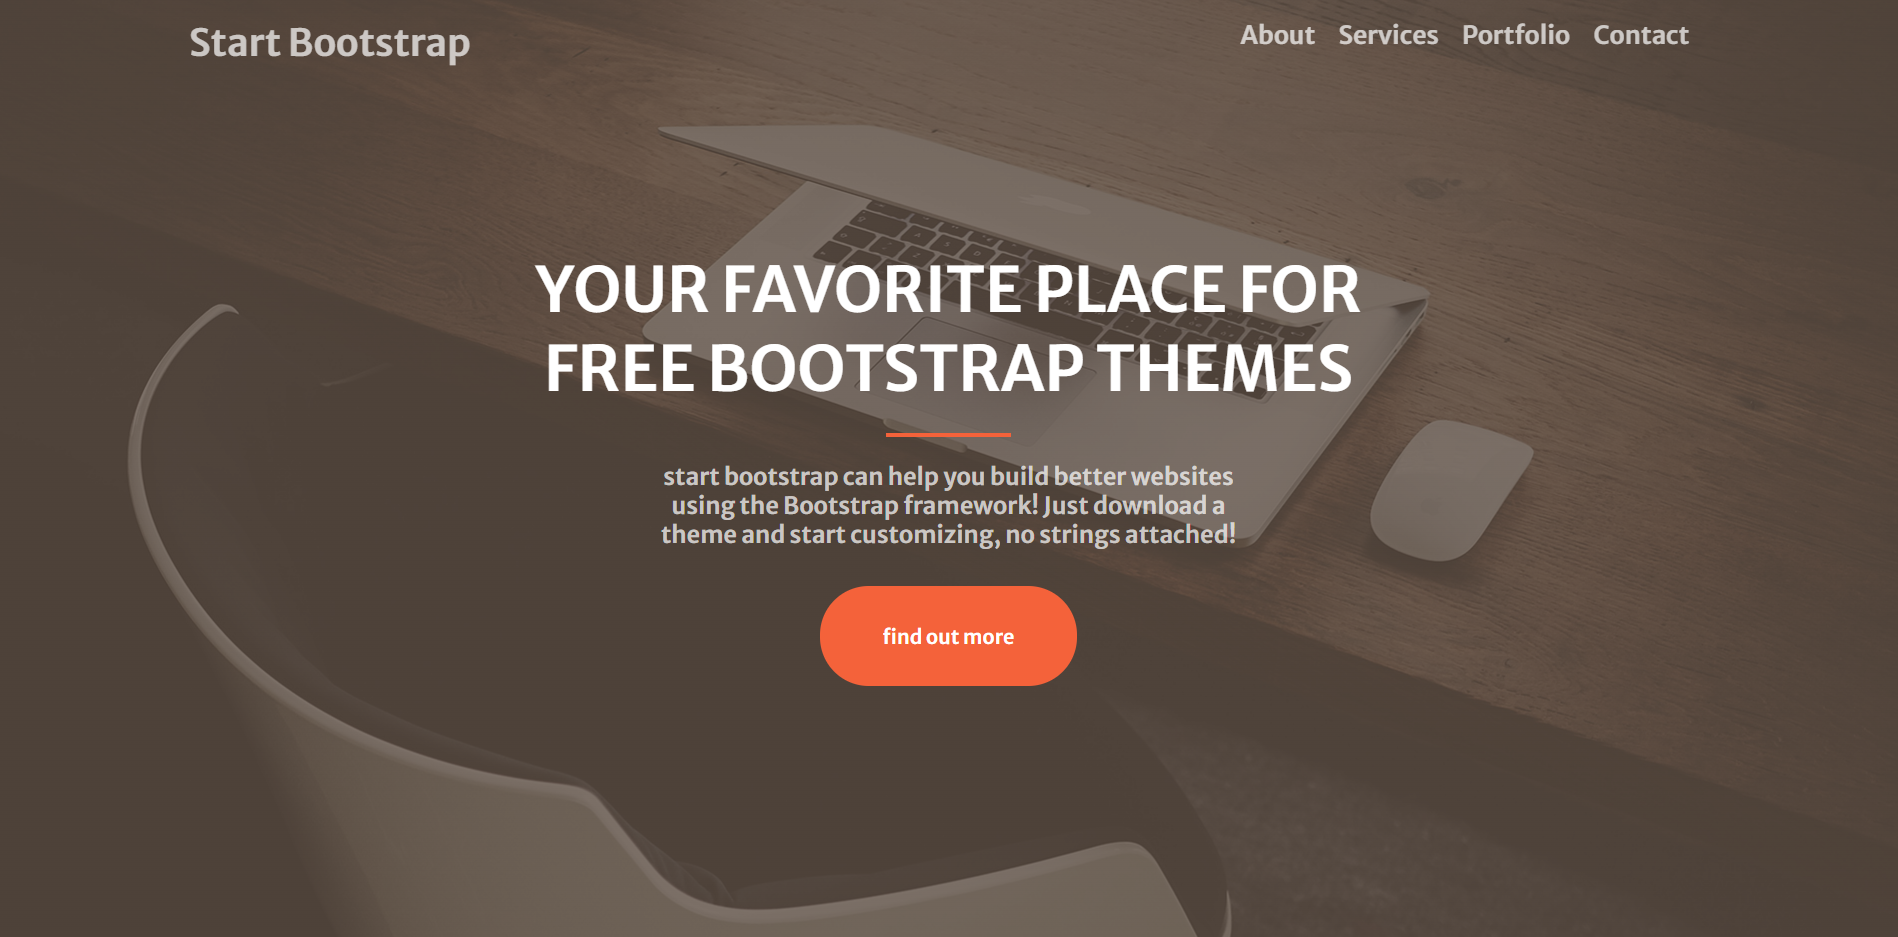 Start Bootstrap
About Services Portfolio Contact
YOUR FAVORITE PLACE FOR
FREE BOOTSTRAP THEMES
start bootstrap can help you build better websites
using the Bootstrap framework! Just download a
theme and start customizing, no strings attached!
find out more